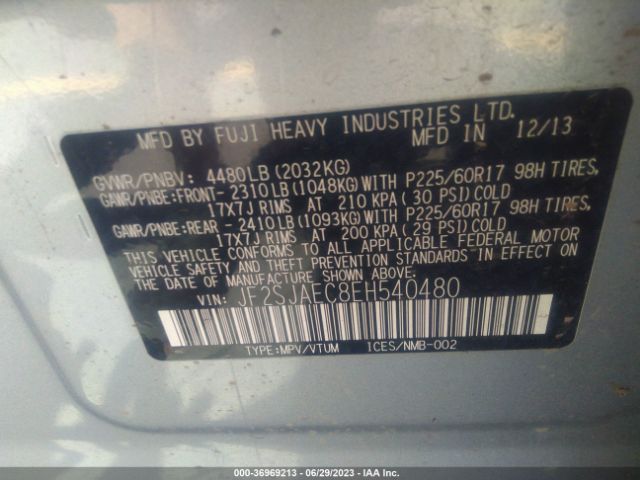 MFD BY FUJI HEAVY INDUSTRIES LTD.
MFD IN 12/13
GVWR/PNBV: 4480LB(2032KG)
GAWR/PNBE:FRONT-2310LB(1048KG)WITH P225/60R17 98H TIRES,
17X7J RIMS AT 210 KPA( 30 PSI)COLD
GAWR/PNBE:REAR -2410LB(1093KG)WITH P225/60R17 98H TIRES,
17X7J RIMS AT 200 KPA( 29 PSI)COLD
THIS VEHICLE CONFORMS TO ALL APPLICABLE FEDERAL MOTOR
VEHICLE SAFETY AND THEFT PREVENTION STANDARDS IN EFFECT
ON THE DATE OF MANUFACTURE SHOWN ABOVE.
VIN: JF2SJAEC8EH540480
TYPE:MPV/VTUM ICES/NMB-002
000-36969213 - 06/29/2023 - IAA Inc.